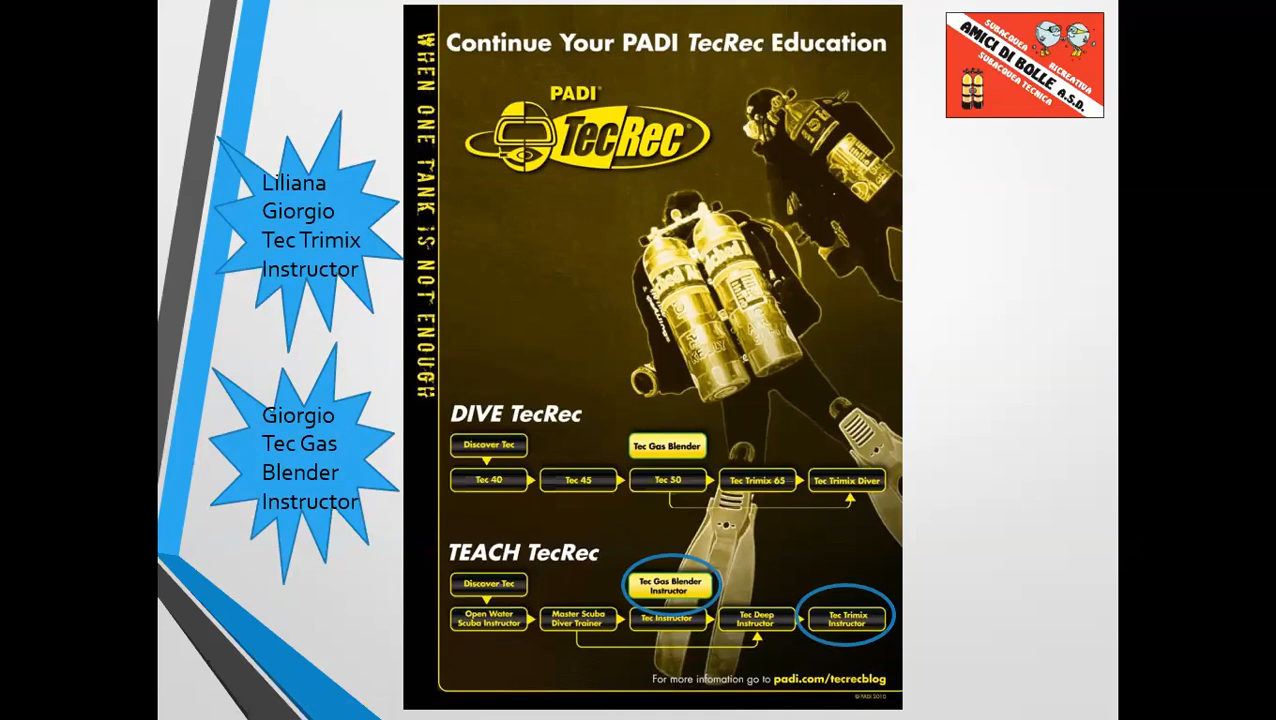 WHEN ONE TANK IS NOT ENOUGH
Continue Your PADI TecRec Education
PADI®
TecRec®
SUBACQUEA
RICREATIVA
AMICI DI BOLLE A.S.D.
SUBACQUEA TECNICA
Liliana
Giorgio
Tec Trimix
Instructor
Giorgio
Tec Gas
Blender
Instructor
DIVE TecRec
Discover Tec
Tec Gas Blender
Tec 40
Tec 45
Tec 50
Tec Trimix 65
Tec Trimix Diver
TEACH TecRec
Discover Tec
Tec Gas Blender
Instructor
Open Water
Scuba Instructor
Master Scuba
Diver Trainer
Tec Instructor
Tec Deep
Instructor
Tec Trimix
Instructor
For more infomation go to padi.com/tecrecblog
© PADI 2010